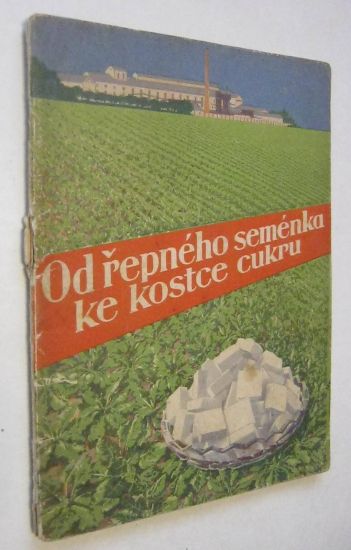 Od řepného seménka
ke kostce cukru